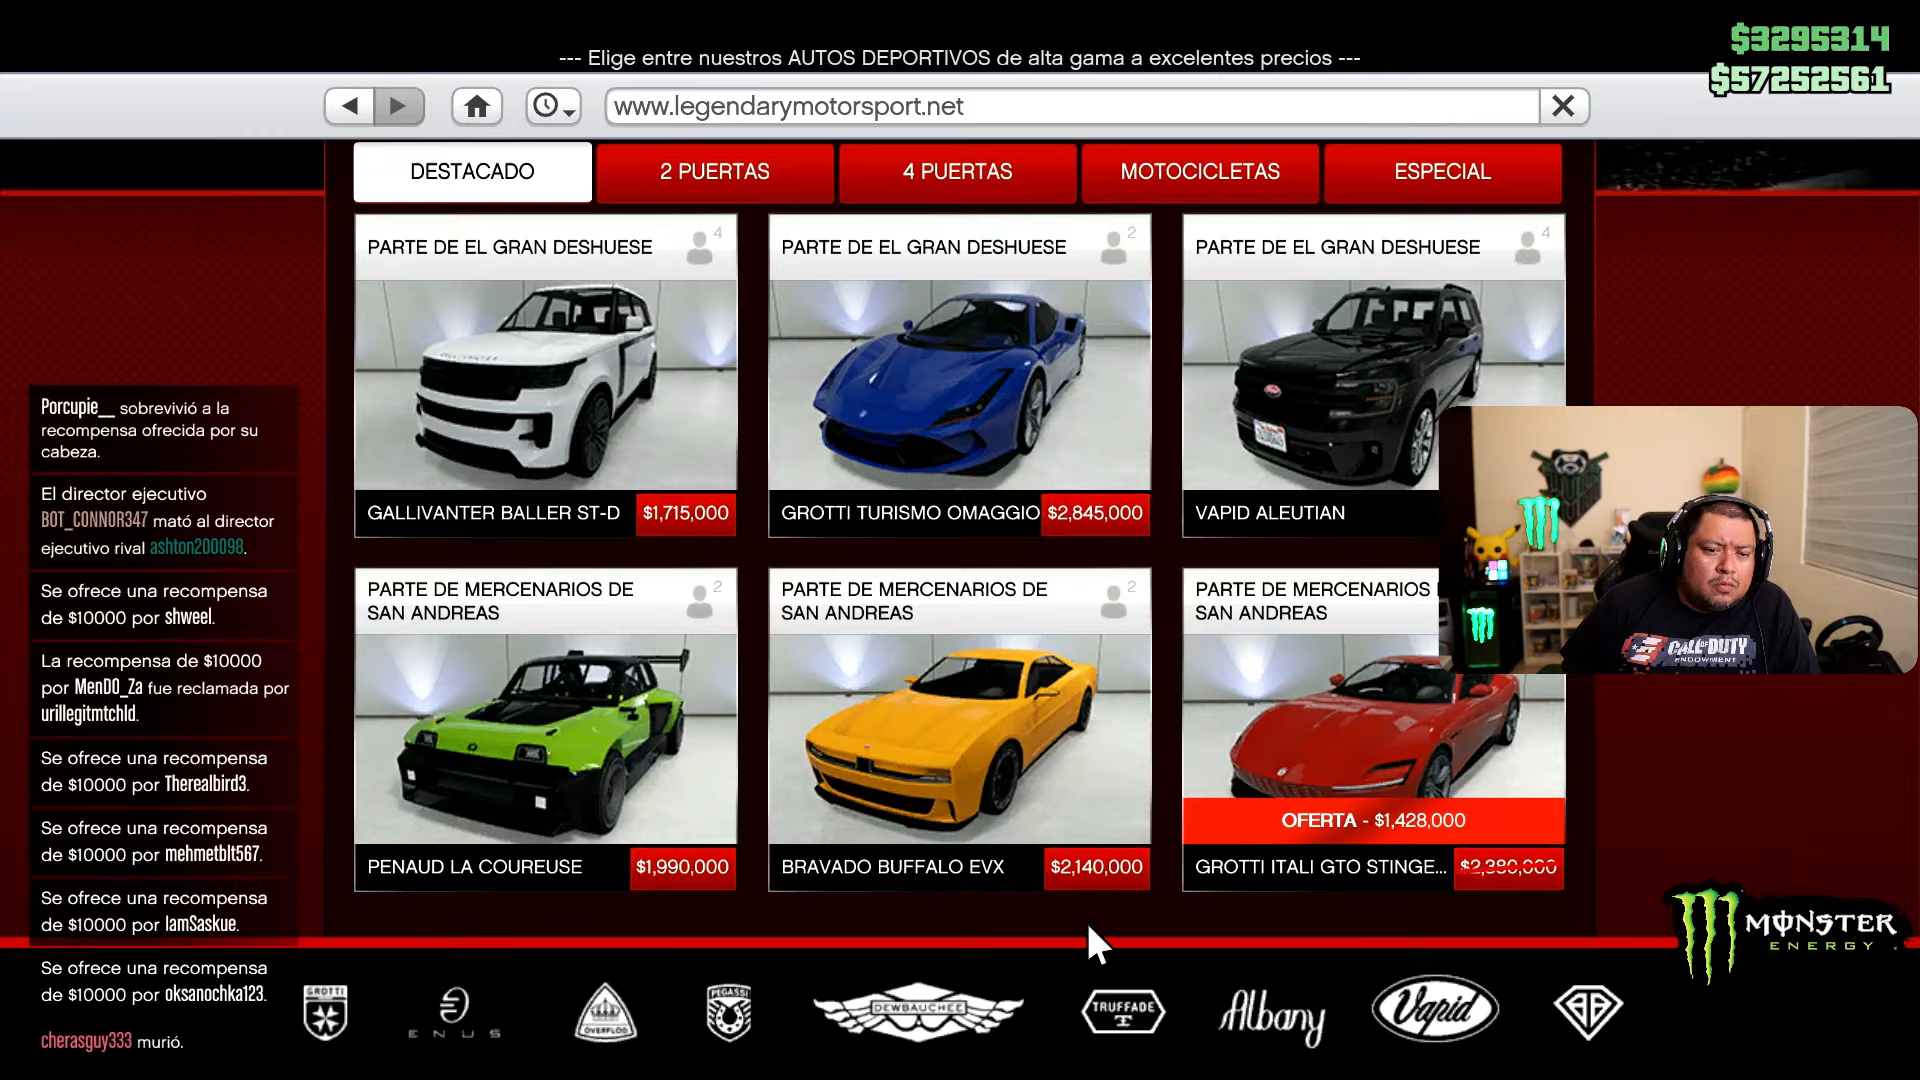 --- Elige entre nuestros AUTOS DEPORTIVOS de alta gama a excelentes precios ---
$3295314
$57252561
www.legendarymotorsport.net
DESTACADO
2 PUERTAS
4 PUERTAS
MOTOCICLETAS
ESPECIAL
PARTE DE EL GRAN DESHUESE
4
PARTE DE EL GRAN DESHUESE
2
PARTE DE EL GRAN DESHUESE
4
GALLIVANTER BALLER ST-D
$1,715,000
GROTTI TURISMO OMAGGIO
$2,845,000
VAPID ALEUTIAN
PARTE DE MERCENARIOS DE
SAN ANDREAS
2
PARTE DE MERCENARIOS DE
SAN ANDREAS
2
PARTE DE MERCENARIOS
SAN ANDREAS
OFERTA - $1,428,000
PENAUD LA COUREUSE
$1,990,000
BRAVADO BUFFALO EVX
$2,140,000
GROTTI ITALI GTO STINGE...
$2,380,000
Porcupie__ sobrevivió a la
recompensa ofrecida por su
cabeza.
El director ejecutivo
BOT_CONNOR347 mató al director
ejecutivo rival ashton200098.
Se ofrece una recompensa
de $10000 por shweel.
La recompensa de $10000
por MenDO_Za fue reclamada por
urillegitmtchld.
Se ofrece una recompensa
de $10000 por Therealbird3.
Se ofrece una recompensa
de $10000 por mehmetblt567.
Se ofrece una recompensa
de $10000 por IamSaskue.
Se ofrece una recompensa
de $10000 por oksanochka123.
cherasguy333 murió.
CALL OF DUTY
ENDOWMENT
MONSTER
ENERGY
GROTTI
ENUS
ÖVERFLÖD
PEGASSI
DEWBAUCHEE
TRUFFADE
Albany
Vapid